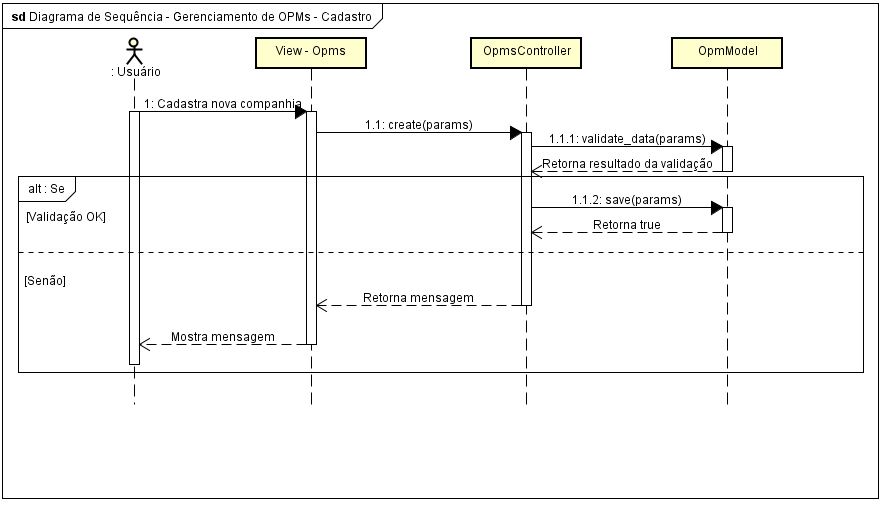 sd Diagrama de Sequência - Gerenciamento de OPMs - Cadastro
: Usuário
View - Opms
OpmsController
OpmModel
1: Cadastra nova companhia
1.1: create(params)
1.1.1: validate_data(params)
Retorna resultado da validação
alt : Se
[Validação OK]
1.1.2: save(params)
Retorna true
[Senão]
Retorna mensagem
Mostra mensagem